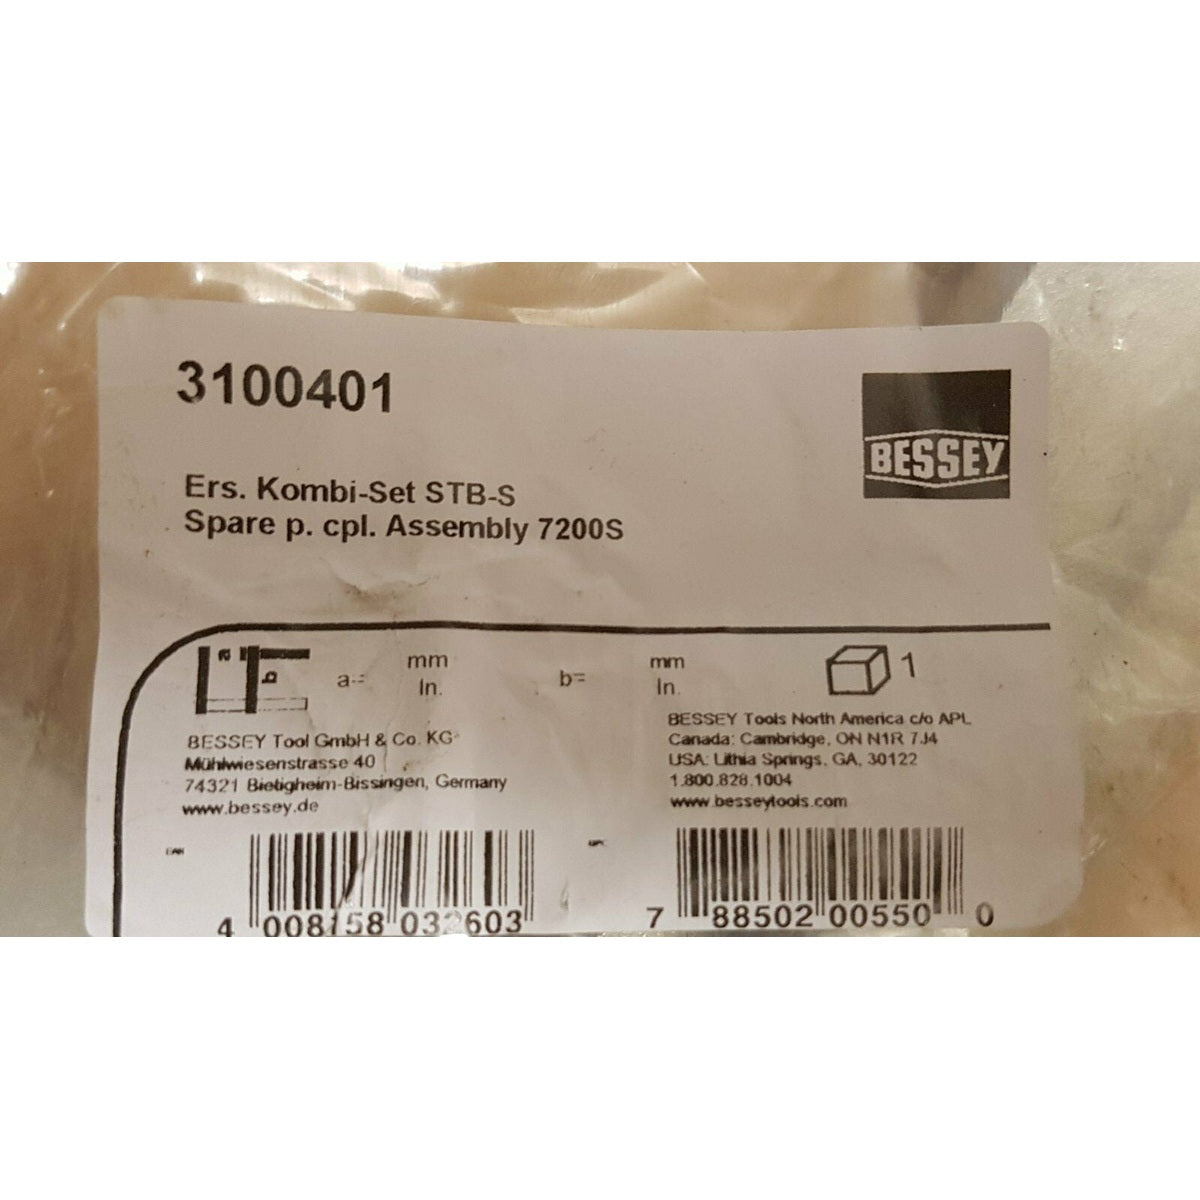 3100401
BESSEY
Ers. Kombi-Set STB-S
Spare p. cpl. Assembly 7200S
a= mm In.
b= mm In.
1
BESSEY Tool GmbH & Co. KG
Mühlwiesenstrasse 40
74321 Bietigheim-Bissingen, Germany
www.bessey.de
BESSEY Tools North America c/o APL
Canada: Cambridge, ON N1R 7J4
USA: Lithia Springs, GA, 30122
1.800.828.1004
www.besseytools.com
EAN
4 008158 032603
UPC
7 88502 00550 0